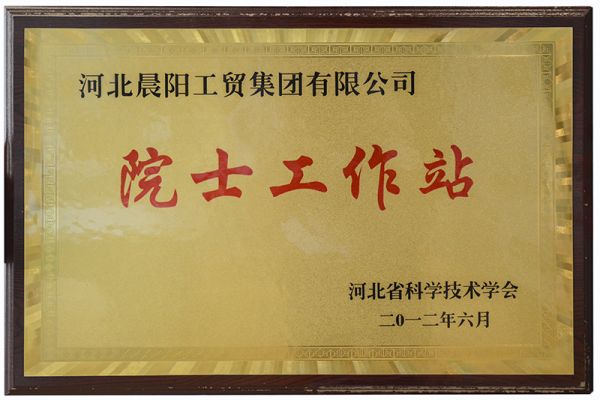 河北晨阳工贸集团有限公司
院士工作站
河北省科学技术学会
二0一二年六月